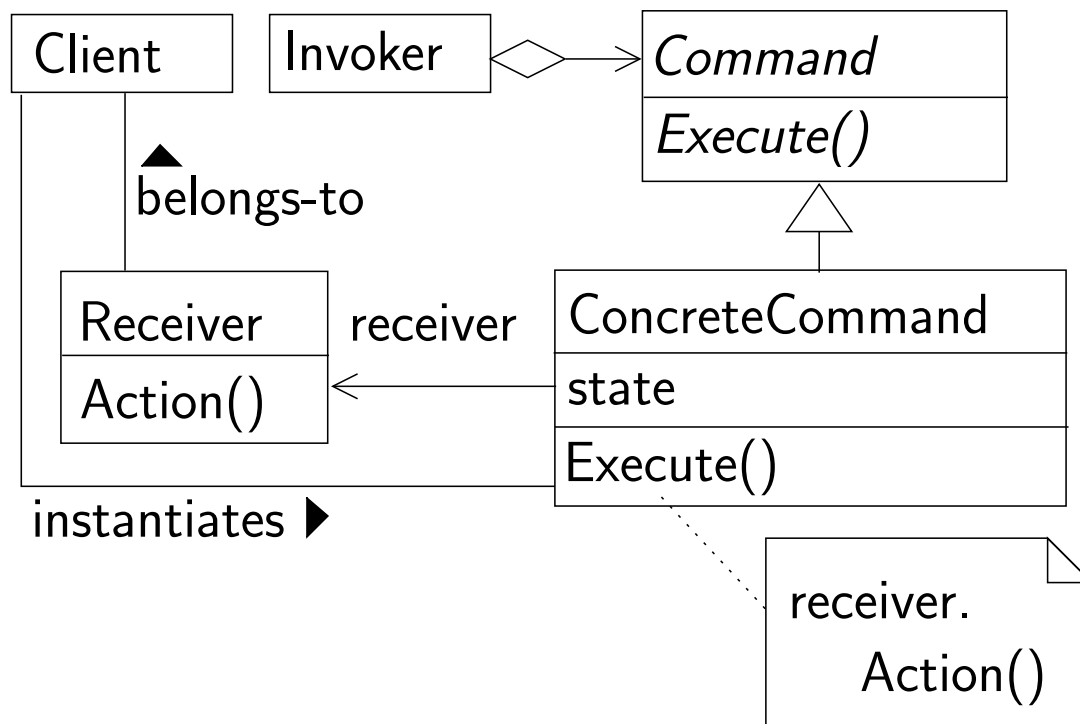 Client
Invoker
Command
Execute()
belongs-to
Receiver
Action()
receiver
ConcreteCommand
state
Execute()
instantiates
receiver.
Action()